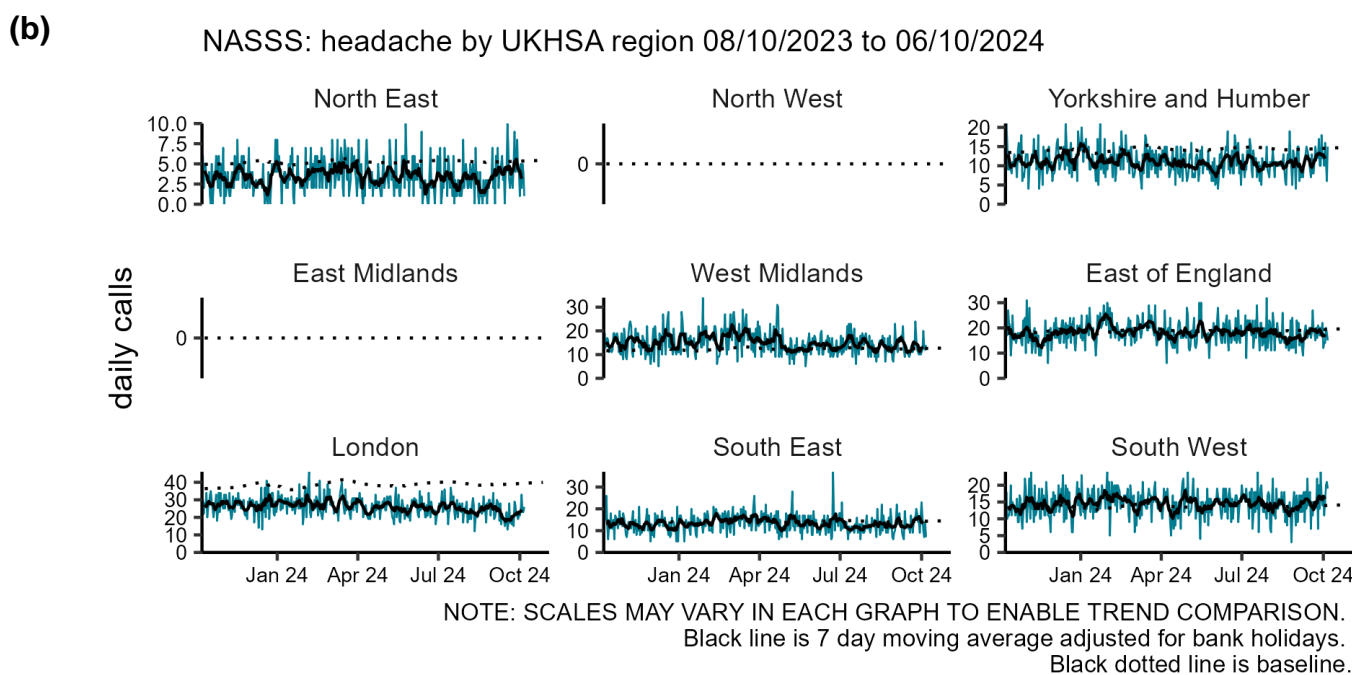 (b)
NASSS: headache by UKHSA region 08/10/2023 to 06/10/2024
North East
North West
Yorkshire and Humber
10.0
7.5
5.0
2.5
0.0
0
20
15
10
5
0
East Midlands
West Midlands
East of England
daily calls
0
30
20
10
0
30
20
10
0
London
South East
South West
40
30
20
10
0
30
20
10
0
20
15
10
5
0
Jan 24 Apr 24 Jul 24 Oct 24
Jan 24 Apr 24 Jul 24 Oct 24
Jan 24 Apr 24 Jul 24 Oct 24
NOTE: SCALES MAY VARY IN EACH GRAPH TO ENABLE TREND COMPARISON.
Black line is 7 day moving average adjusted for bank holidays.
Black dotted line is baseline.